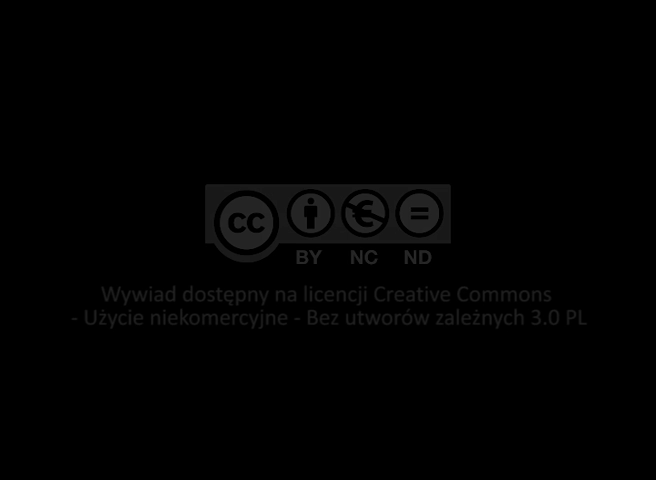 cc
BY NC ND
Wywiad dostępny na licencji Creative Commons
- Użycie niekomercyjne - Bez utworów zależnych 3.0 PL